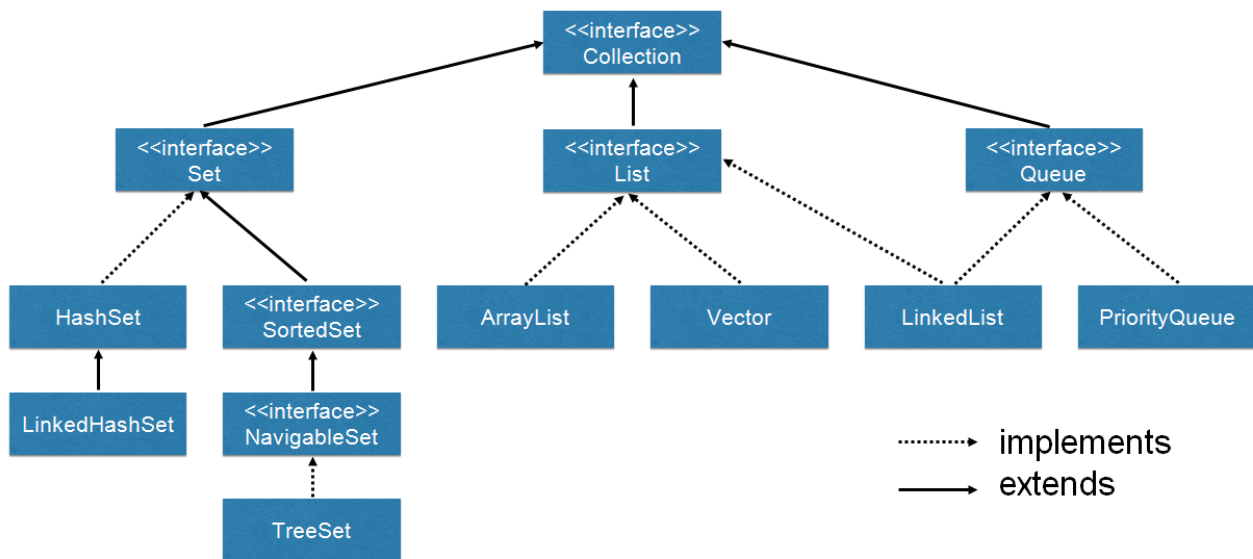 <<interface>>
Collection
<<interface>>
Set
<<interface>>
List
<<interface>>
Queue
HashSet
<<interface>>
SortedSet
ArrayList
Vector
LinkedList
PriorityQueue
LinkedHashSet
<<interface>>
NavigableSet
TreeSet
implements
extends